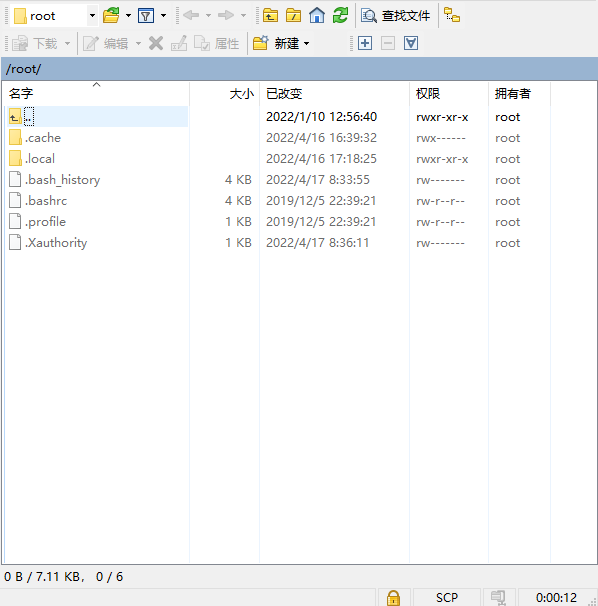 root 查找文件
下载 编辑 属性 新建
/root/
名字 大小 已改变 权限 拥有者
.. 2022/1/10 12:56:40 rwxr-xr-x root
.cache 2022/4/16 16:39:32 rwx------ root
.local 2022/4/16 17:18:25 rwxr-xr-x root
.bash_history 4 KB 2022/4/17 8:33:55 rw------- root
.bashrc 4 KB 2019/12/5 22:39:21 rw-r--r-- root
.profile 1 KB 2019/12/5 22:39:21 rw-r--r-- root
.Xauthority 1 KB 2022/4/17 8:36:11 rw------- root
0 B / 7.11 KB， 0 / 6
SCP 0:00:12